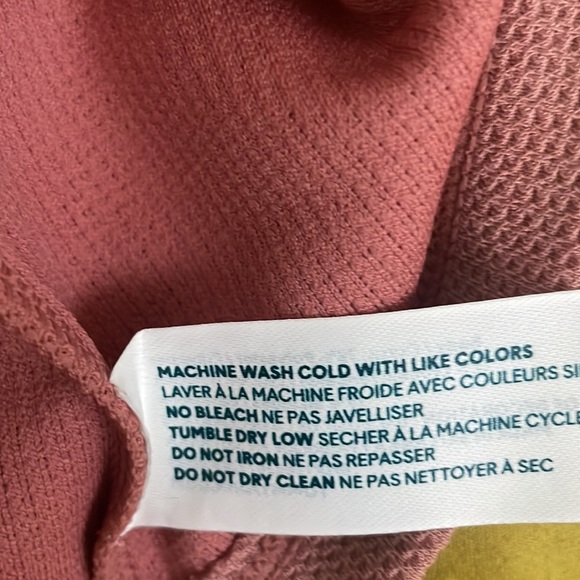 MACHINE WASH COLD WITH LIKE COLORS
LAVER À LA MACHINE FROIDE AVEC COULEURS
NO BLEACH NE PAS JAVELLISER
TUMBLE DRY LOW SECHER À LA MACHINE CYCLE
DO NOT IRON NE PAS REPASSER
DO NOT DRY CLEAN NE PAS NETTOYER À SEC